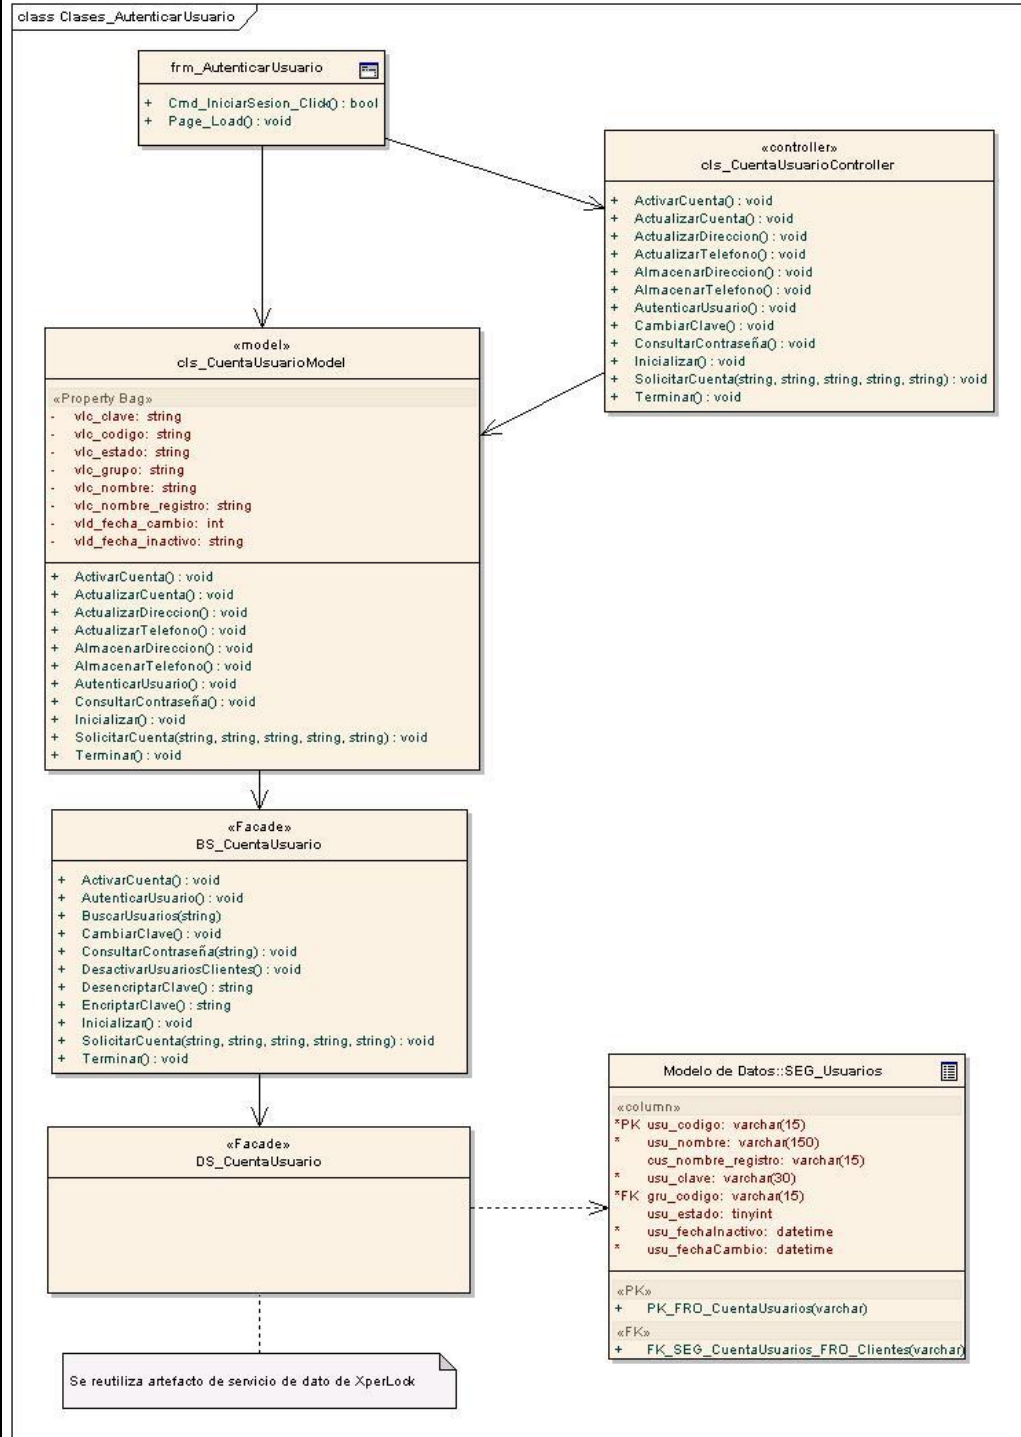 class Clases_AutenticarUsuario
frm_AutenticarUsuario
+ Cmd_IniciarSesion_Click() : bool
+ Page_Load() : void
«controller»
cls_CuentaUsuarioController
+ ActivarCuenta() : void
+ ActualizarCuenta() : void
+ ActualizarDireccion() : void
+ ActualizarTelefono() : void
+ AlmacenarDireccion() : void
+ AlmacenarTelefono() : void
+ AutenticarUsuario() : void
+ CambiarClave() : void
+ ConsultarContraseña() : void
+ Inicializar() : void
+ SolicitarCuenta(string, string, string, string, string) : void
+ Terminar() : void
«model»
cls_CuentaUsuarioModel
«Property Bag»
- vlc_clave: string
- vlc_codigo: string
- vlc_estado: string
- vlc_grupo: string
- vlc_nombre: string
- vlc_nombre_registro: string
- vld_fecha_cambio: int
- vld_fecha_inactivo: string
+ ActivarCuenta() : void
+ ActualizarCuenta() : void
+ ActualizarDireccion() : void
+ ActualizarTelefono() : void
+ AlmacenarDireccion() : void
+ AlmacenarTelefono() : void
+ AutenticarUsuario() : void
+ ConsultarContraseña() : void
+ Inicializar() : void
+ SolicitarCuenta(string, string, string, string, string) : void
+ Terminar() : void
«Facade»
BS_CuentaUsuario
+ ActivarCuenta() : void
+ AutenticarUsuario() : void
+ BuscarUsuarios(string)
+ CambiarClave() : void
+ ConsultarContraseña(string) : void
+ DesactivarUsuariosClientes() : void
+ DesencriptarClave() : string
+ EncriptarClave() : string
+ Inicializar() : void
+ SolicitarCuenta(string, string, string, string, string) : void
+ Terminar() : void
«Facade»
DS_CuentaUsuario
Modelo de Datos::SEG_Usuarios
«column»
*PK usu_codigo: varchar(15)
* usu_nombre: varchar(150)
cus_nombre_registro: varchar(15)
* usu_clave: varchar(30)
*FK gru_codigo: varchar(15)
usu_estado: tinyint
* usu_fechaInactivo: datetime
* usu_fechaCambio: datetime
«PK»
+ PK_FRO_CuentaUsuarios(varchar)
«FK»
+ FK_SEG_CuentaUsuarios_FRO_Clientes(varchar)
Se reutiliza artefacto de servicio de dato de XperLock